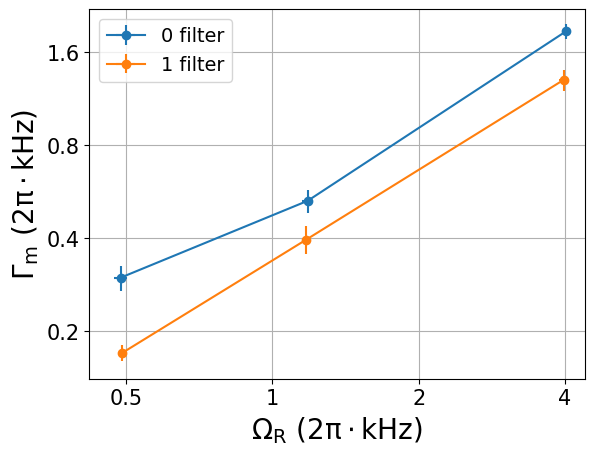 0 filter
1 filter
1.6
0.8
0.4
0.2
Γm (2π · kHz)
0.5 1 2 4
ΩR (2π · kHz)